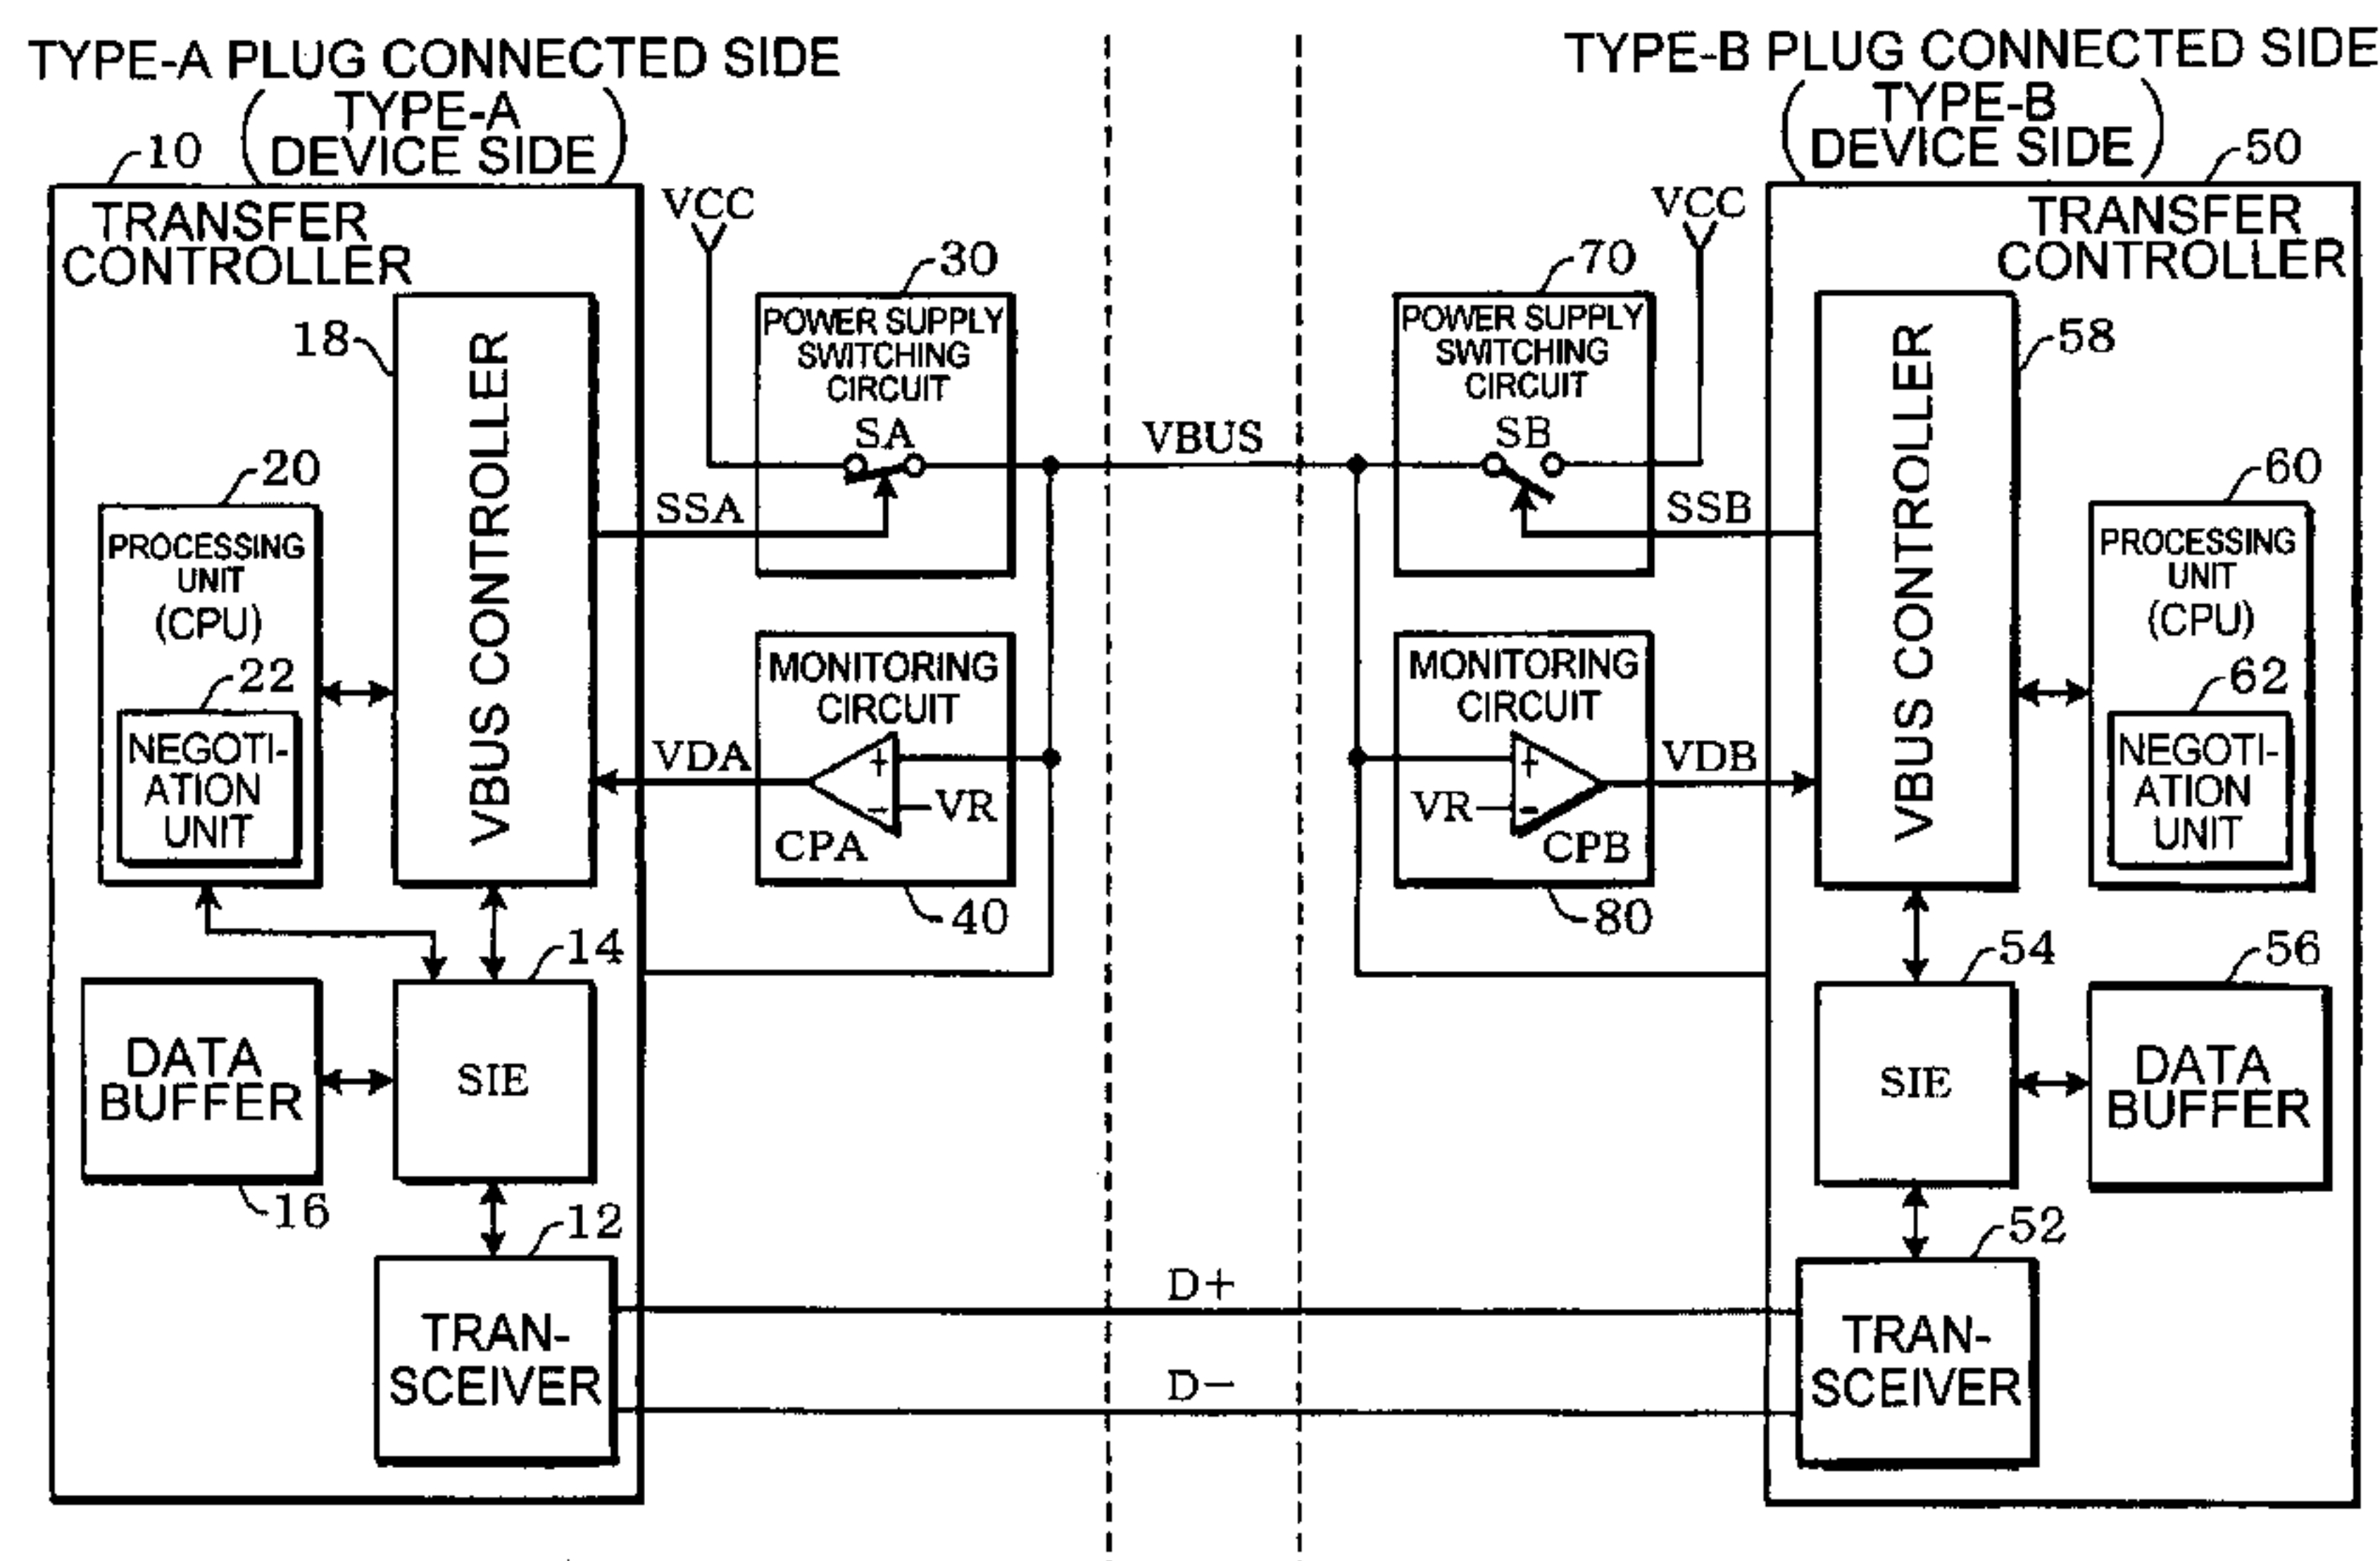 TYPE-A PLUG CONNECTED SIDE
(TYPE-A
DEVICE SIDE)
10
TRANSFER
CONTROLLER
18
VBUS CONTROLLER
20
PROCESSING
UNIT
(CPU)
22
NEGOTI-
ATION
UNIT
14
SIE
DATA
BUFFER
16
12
TRAN-
SCEIVER
VCC
30
POWER SUPPLY
SWITCHING
CIRCUIT
SA
SSA
MONITORING
CIRCUIT
VDA
+
-
VR
CPA
40
VBUS
D+
D-
TYPE-B PLUG CONNECTED SIDE
(TYPE-B
DEVICE SIDE)
50
VCC
TRANSFER
CONTROLLER
70
POWER SUPPLY
SWITCHING
CIRCUIT
SB
SSB
MONITORING
CIRCUIT
VDB
+
VR
-
CPB
80
58
VBUS CONTROLLER
60
PROCESSING
UNIT
(CPU)
62
NEGOTI-
ATION
UNIT
54
SIE
56
DATA
BUFFER
52
TRAN-
SCEIVER